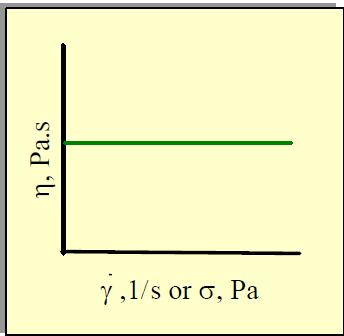 η, Pa.s
γ̇ ,1/s or σ, Pa